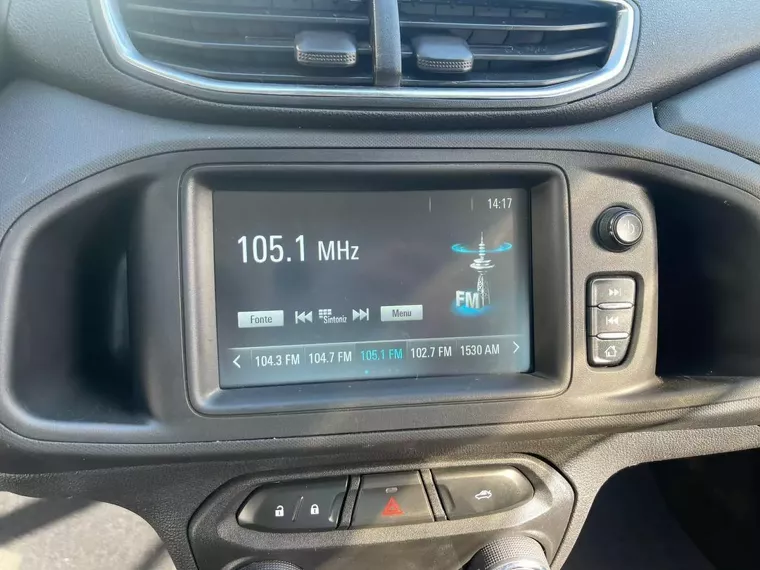 14:17
105.1 MHz
FM
Fonte Sintoniz Menu
104.3 FM 104.7 FM 105.1 FM 102.7 FM 1530 AM